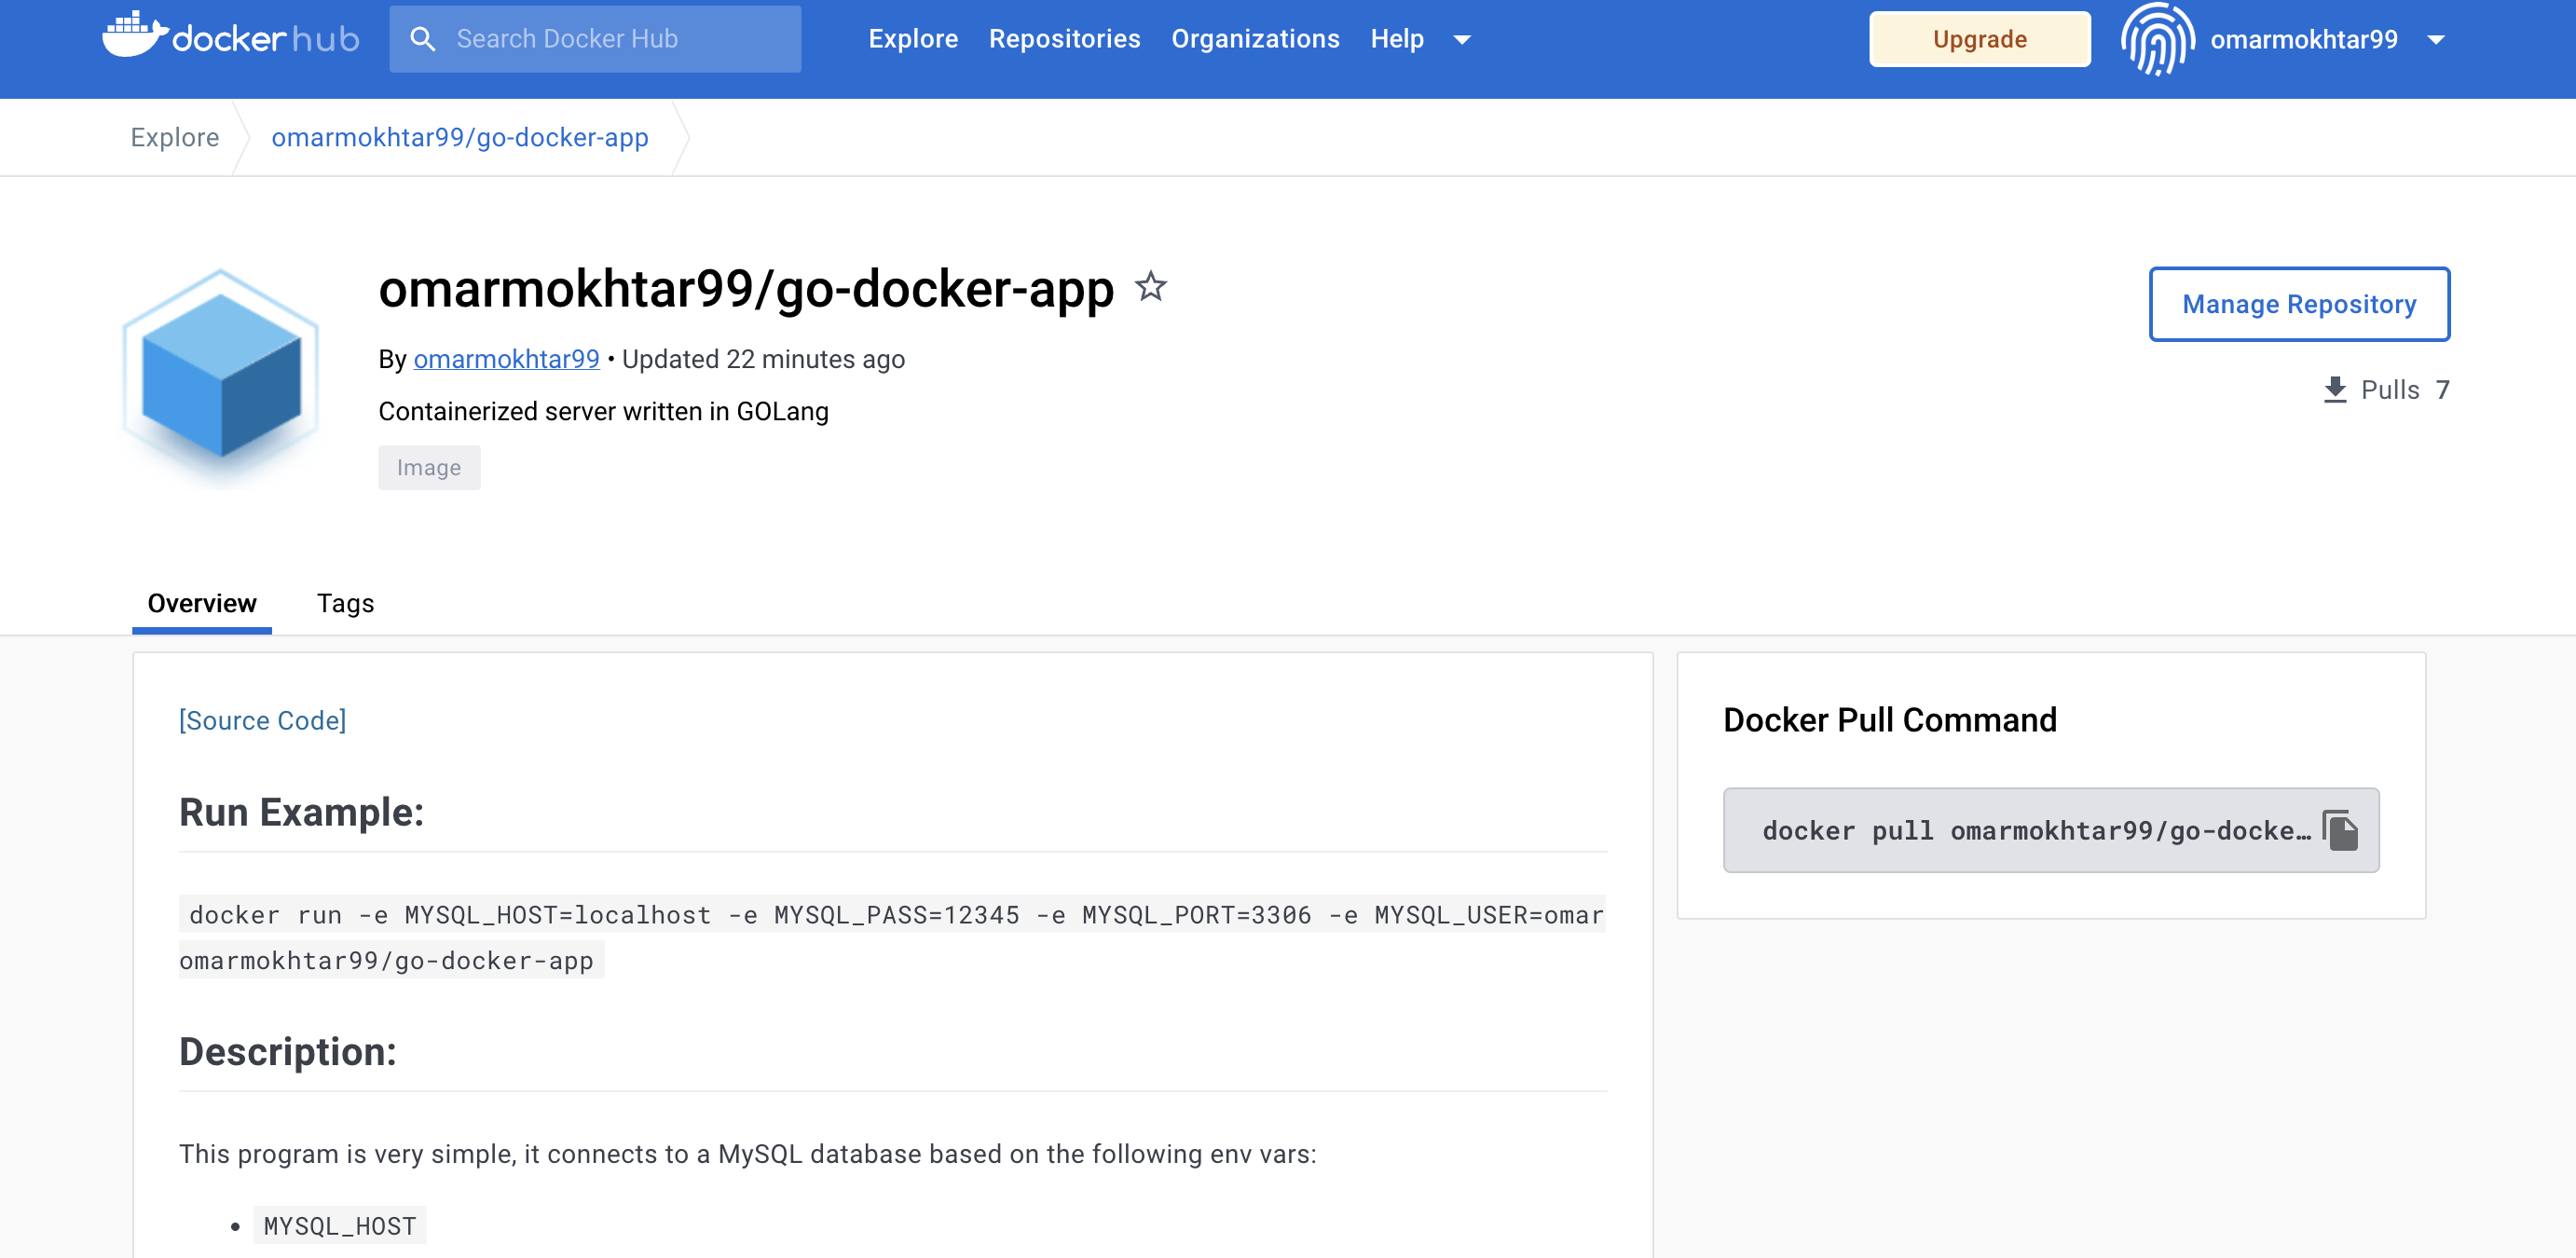 docker hub
Search Docker Hub
Explore Repositories Organizations Help
Upgrade
omarmokhtar99
Explore
omarmokhtar99/go-docker-app
omarmokhtar99/go-docker-app
Manage Repository
By omarmokhtar99 • Updated 22 minutes ago
Pulls 7
Containerized server written in GOLang
Image
Overview
Tags
[Source Code]
Run Example:
docker run -e MYSQL_HOST=localhost -e MYSQL_PASS=12345 -e MYSQL_PORT=3306 -e MYSQL_USER=omar
omarmokhtar99/go-docker-app
Description:
This program is very simple, it connects to a MySQL database based on the following env vars:
• MYSQL_HOST
Docker Pull Command
docker pull omarmokhtar99/go-docke…